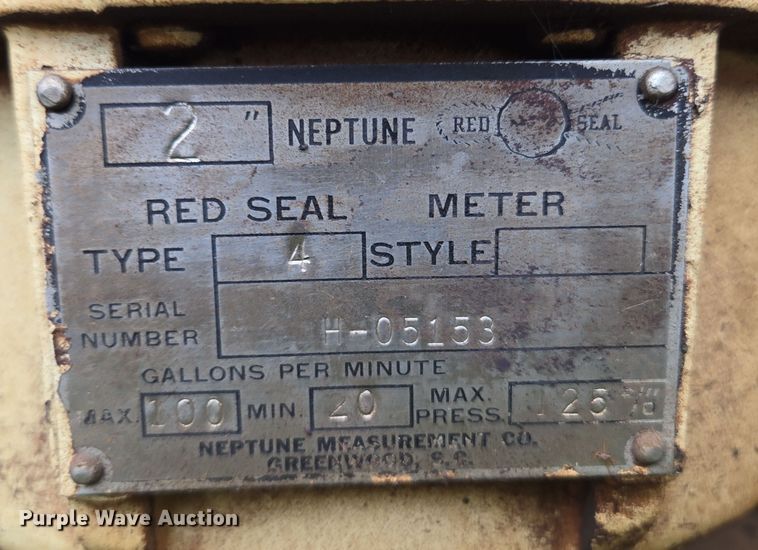 2 " NEPTUNE RED SEAL
RED SEAL METER
TYPE 4 STYLE
SERIAL NUMBER H-05153
GALLONS PER MINUTE
MAX. 100 MIN. 20 MAX. PRESS. 125
NEPTUNE MEASUREMENT CO.
GREENWOOD, S.C.
Purple Wave Auction